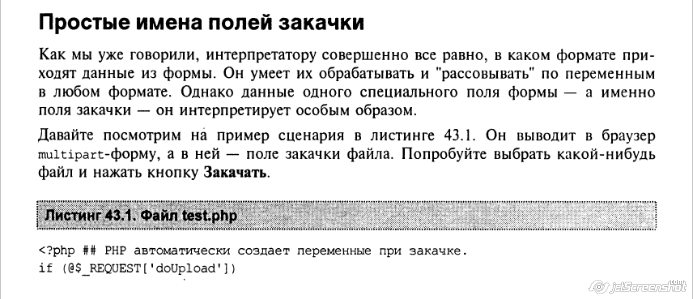 Простые имена полей закачки
Как мы уже говорили, интерпретатору совершенно все равно, в каком формате при-
ходят данные из формы. Он умеет их обрабатывать и "рассовывать" по переменным
в любом формате. Однако данные одного специального поля формы — а именно
поля закачки — он интерпретирует особым образом.
Давайте посмотрим на пример сценария в листинге 43.1. Он выводит в браузер
multipart-форму, а в ней — поле закачки файла. Попробуйте выбрать какой-нибудь
файл и нажать кнопку Закачать.
Листинг 43.1. Файл test.php
<?php ## PHP автоматически создает переменные при закачке.
if (@$_REQUEST['doUpload'])
jetScreenshot